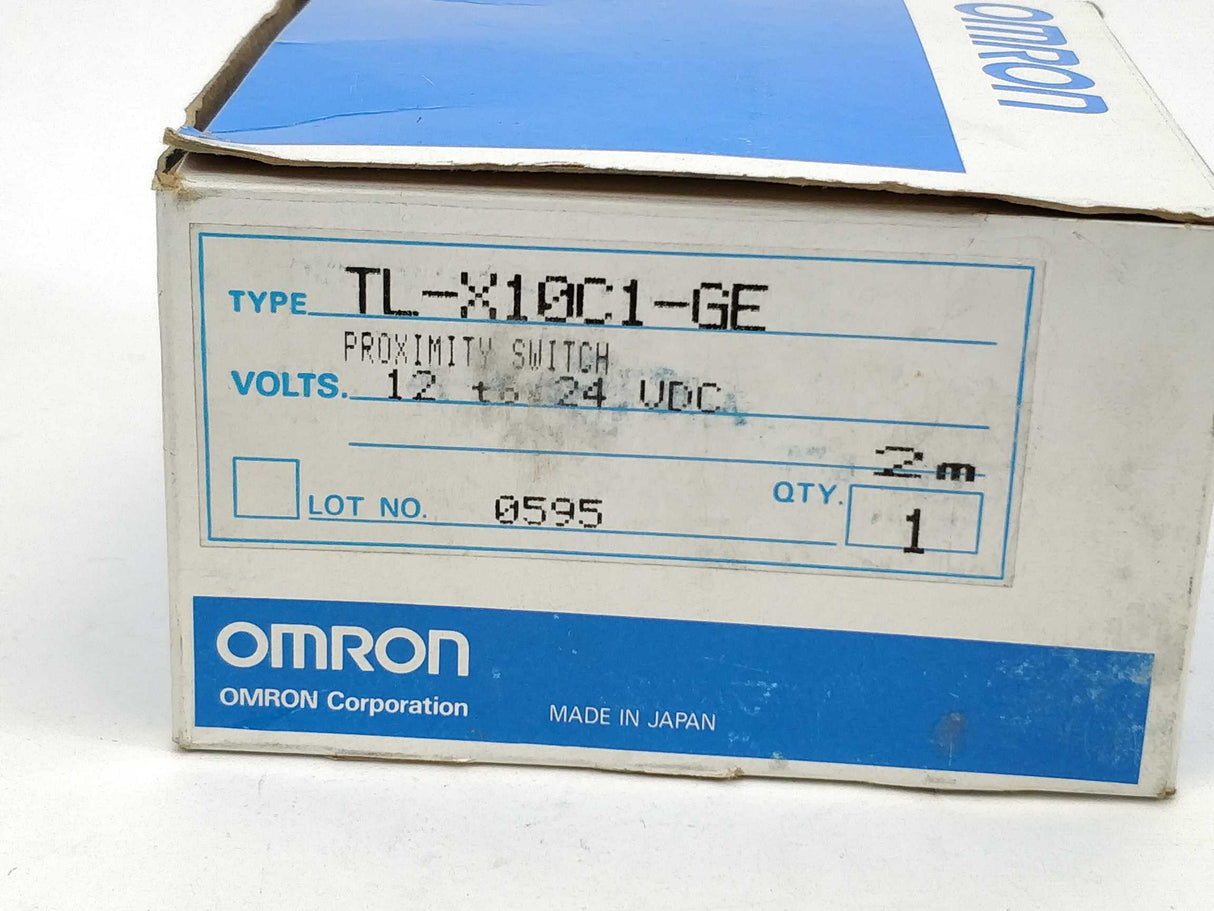 OMRON
TYPE TL-X10C1-GE
PROXIMITY SWITCH
VOLTS. 12 to 24 VDC
2m
LOT NO. 0595 QTY. 1
OMRON
OMRON Corporation MADE IN JAPAN